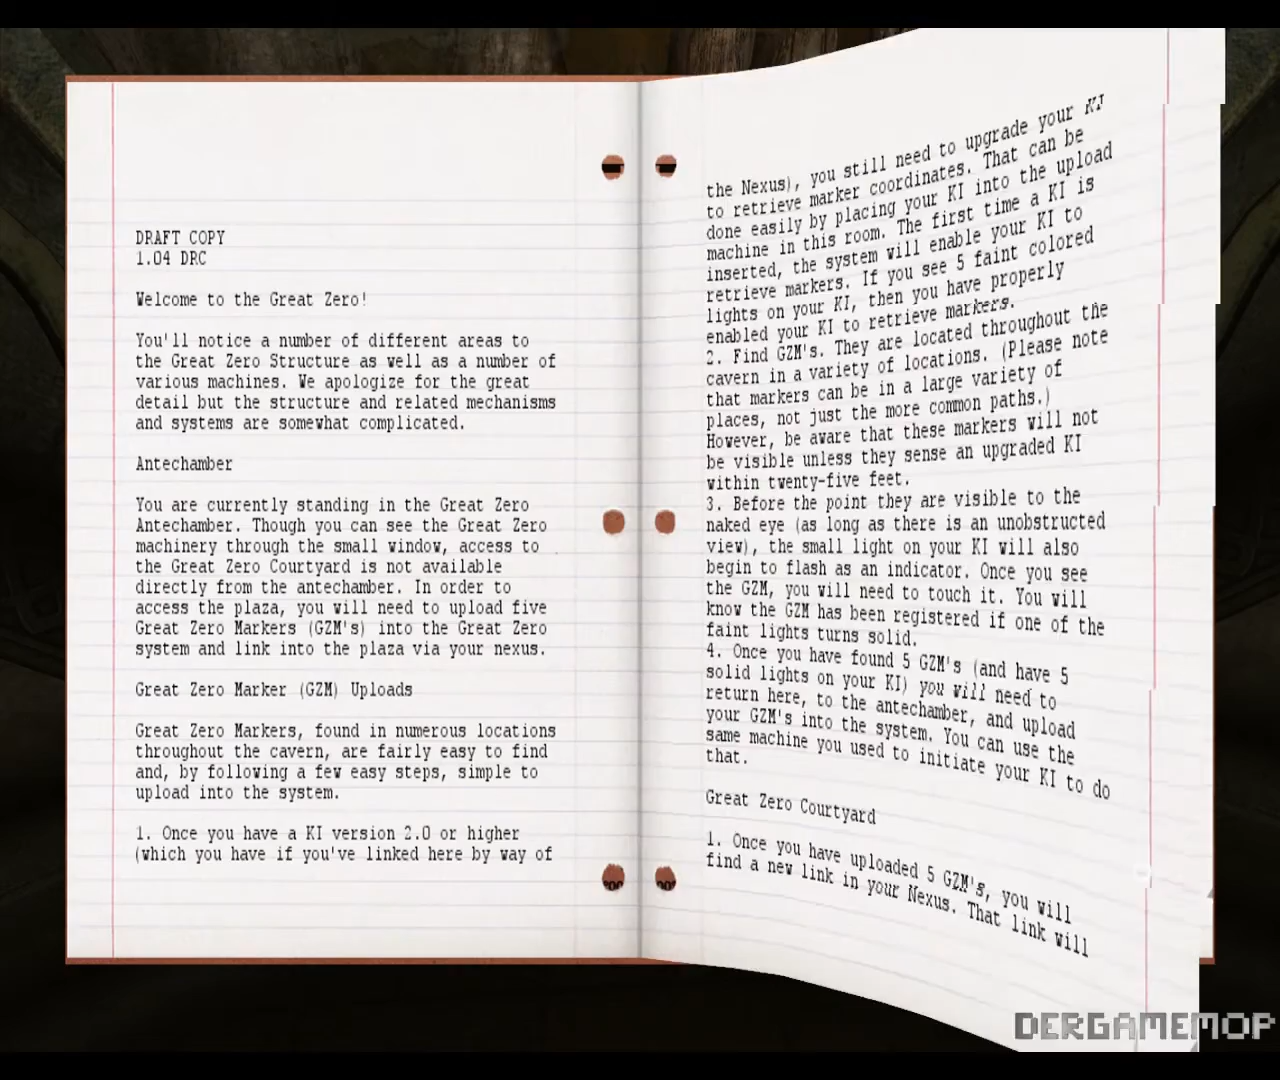 DRAFT COPY
1.04 DRC
Welcome to the Great Zero!
You'll notice a number of different areas to
the Great Zero Structure as well as a number of
various machines. We apologize for the great
detail but the structure and related mechanisms
and systems are somewhat complicated.
Antechamber
You are currently standing in the Great Zero
Antechamber. Though you can see the Great Zero
machinery through the small window, access to
the Great Zero Courtyard is not available
directly from the antechamber. In order to
access the plaza, you will need to upload five
Great Zero Markers (GZM's) into the Great Zero
system and link into the plaza via your nexus.
Great Zero Marker (GZM) Uploads
Great Zero Markers, found in numerous locations
throughout the cavern, are fairly easy to find
and, by following a few easy steps, simple to
upload into the system.
1. Once you have a KI version 2.0 or higher
(which you have if you've linked here by way of
the Nexus), you still need to upgrade your KI
to retrieve marker coordinates. That can be
done easily by placing your KI into the upload
machine in this room. The first time a KI is
inserted, the system will enable your KI to
retrieve markers. If you see 5 faint colored
lights on your KI, then you have properly
enabled your KI to retrieve markers.
2. Find GZM's. They are located throughout the
cavern in a variety of locations. (Please note
that markers can be in a large variety of
places, not just the more common paths.)
However, be aware that these markers will not
be visible unless they sense an upgraded KI
within twenty-five feet.
3. Before the point they are visible to the
naked eye (as long as there is an unobstructed
view), the small light on your KI will also
begin to flash as an indicator. Once you see
the GZM, you will need to touch it. You will
know the GZM has been registered if one of the
faint lights turns solid.
4. Once you have found 5 GZM's (and have 5
solid lights on your KI) you will need to
return here, to the antechamber, and upload
your GZM's into the system. You can use the
same machine you used to initiate your KI to do
that.
Great Zero Courtyard
1. Once you have uploaded 5 GZM's, you will
find a new link in your Nexus. That link will
DERGAMEMOP